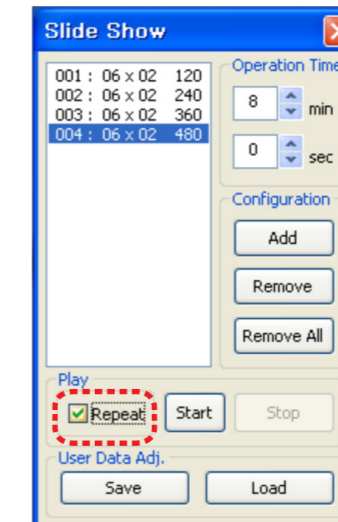 Slide Show
001 : 06 x 02 120
002 : 06 x 02 240
003 : 06 x 02 360
004 : 06 x 02 480
Operation Time
8 min
0 sec
Configuration
Add
Remove
Remove All
Play
Repeat
Start
Stop
User Data Adj.
Save
Load